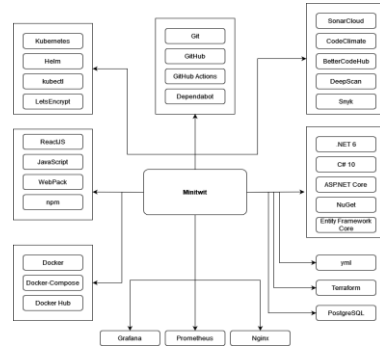 Kubernetes
Helm
kubectl
LetsEncrypt
Git
GitHub
GitHub Actions
Dependabot
SonarCloud
CodeClimate
BetterCodeHub
DeepScan
Snyk
ReactJS
JavaScript
WebPack
npm
Minitwit
.NET 6
C# 10
ASP.NET Core
NuGet
Entity Framework
Core
Docker
Docker-Compose
Docker Hub
yml
Terraform
PostgreSQL
Grafana
Prometheus
Nginx